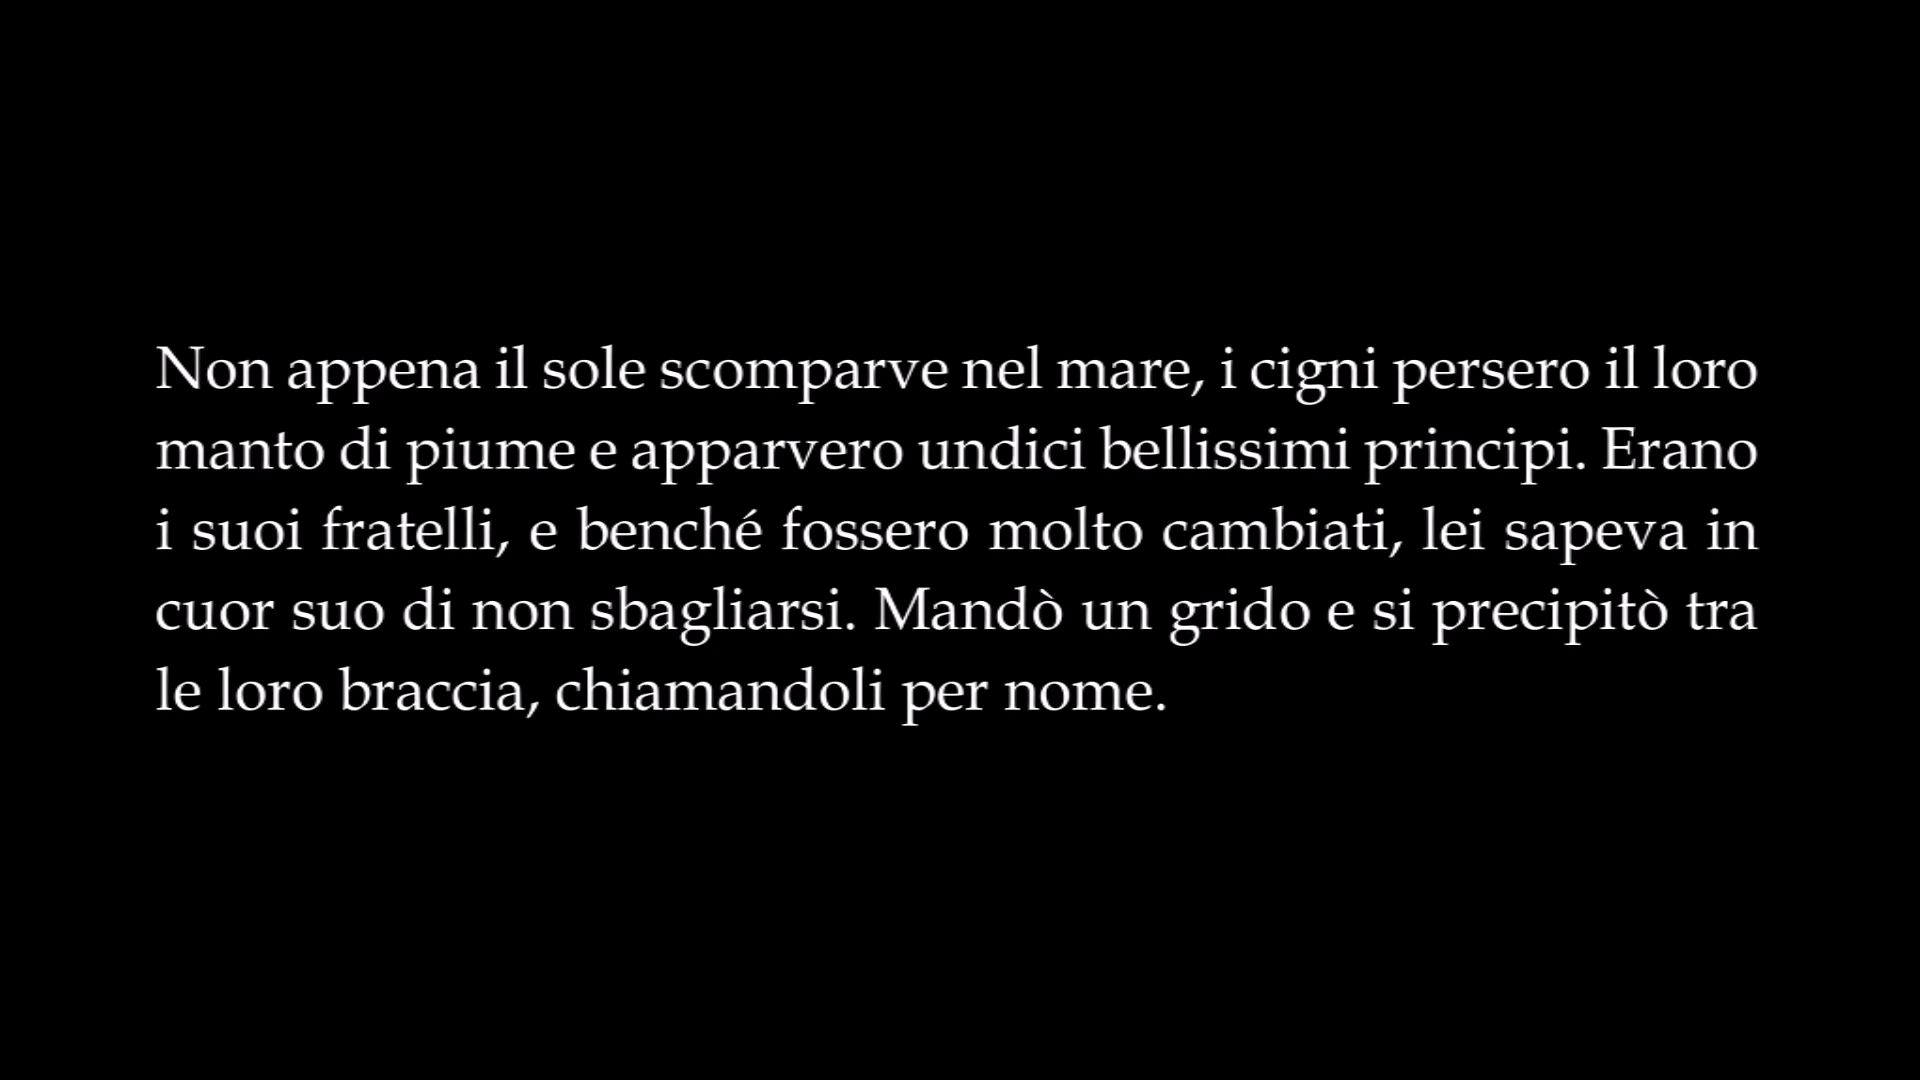 Non appena il sole scomparve nel mare, i cigni persero il loro
manto di piume e apparvero undici bellissimi principi. Erano
i suoi fratelli, e benché fossero molto cambiati, lei sapeva in
cuor suo di non sbagliarsi. Mandò un grido e si precipitò tra
le loro braccia, chiamandoli per nome.